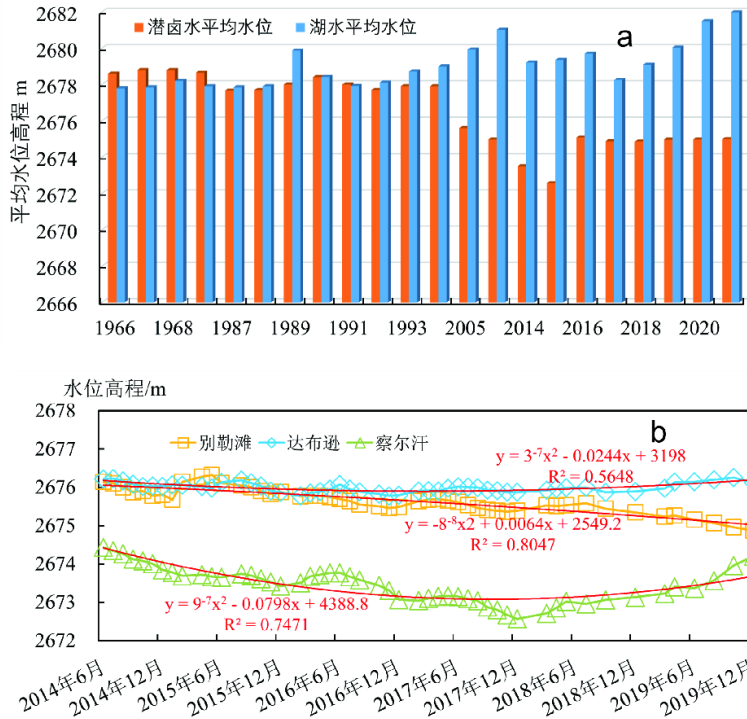 2682
2680
2678
2676
2674
2672
2670
2668
2666
平均水位高程 m
潜卤水平均水位
湖水平均水位
a
1966 1968 1987 1989 1991 1993 2005 2014 2016 2018 2020
水位高程/m
2678
2677
2676
2675
2674
2673
2672
别勒滩 达布逊 察尔汗
b
y = 3-7x2 - 0.0244x + 3198
R² = 0.5648
y = -8-8x2 + 0.0064x + 2549.2
R² = 0.8047
y = 9-7x2 - 0.0798x + 4388.8
R² = 0.7471
2014年6月 2014年12月 2015年6月 2015年12月 2016年6月 2016年12月 2017年6月 2017年12月 2018年6月 2018年12月 2019年6月 2019年12月